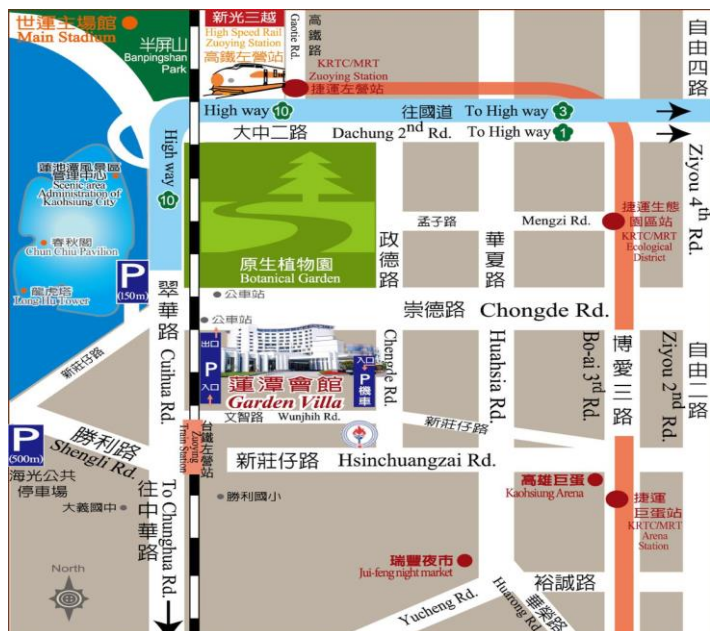 世運主場館
Main Stadium
半屏山
Banpingshan
Park
新光三越
High Speed Rail
Zuoying Station
高鐵左營站
Gaotie Rd.
高鐵路
KRTC/MRT
Zuoying Station
捷運左營站
自由四路
High way 10
往國道
To High way 3
大中二路
Dachung 2nd Rd.
To High way 1
High way
10
Ziyou 4th Rd.
蓮池潭風景區
管理中心
Scenic area
Administration of
Kaohsiung City
春秋閣
Chun Chiu Pavilion
龍虎塔
Long Hu Tower
P
(150m)
原生植物園
Botanical Garden
政德路
孟子路
Mengzi Rd.
華夏路
捷運生態
園區站
KRTC/MRT
Ecological
District
公車站
公車站
翠華路
Cuihua Rd.
崇德路 Chongde Rd.
新莊仔路
出口
P
入口
入口
P
機車
蓮潭會館
Garden Villa
Chende Rd.
Huahsia Rd.
Bo-ai 3rd Rd.
博愛三路
Ziyou 2nd Rd.
自由二路
文智路
Wunjhih Rd.
新莊仔路
P
(500m)
海光公共
停車場
勝利路
Shengli Rd.
台鐵左營站
Zuoying
Train Station
新莊仔路 Hsinchuangzai Rd.
大義國中
往中華路
To Chunghua Rd.
勝利國小
高雄巨蛋
Kaohsiung Arena
捷運
巨蛋站
KRTC/MRT
Arena
Station
瑞豐夜市
Jui-feng night market
裕誠路
Yucheng Rd.
Huarong Rd.
華榮路
North